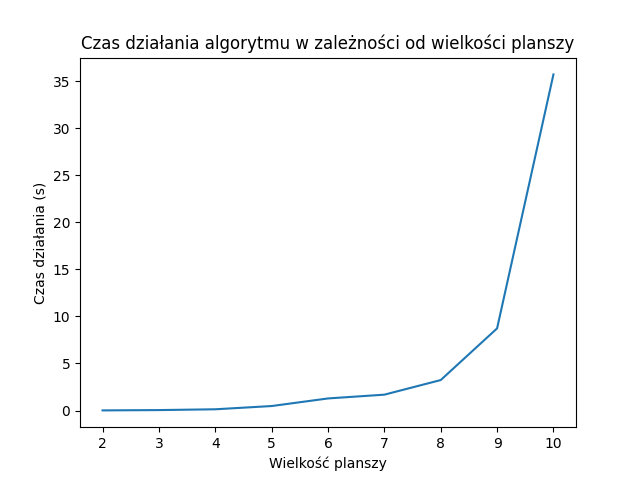 Czas działania algorytmu w zależności od wielkości planszy
35
30
25
20
15
10
5
0
Czas działania (s)
2 3 4 5 6 7 8 9 10
Wielkość planszy